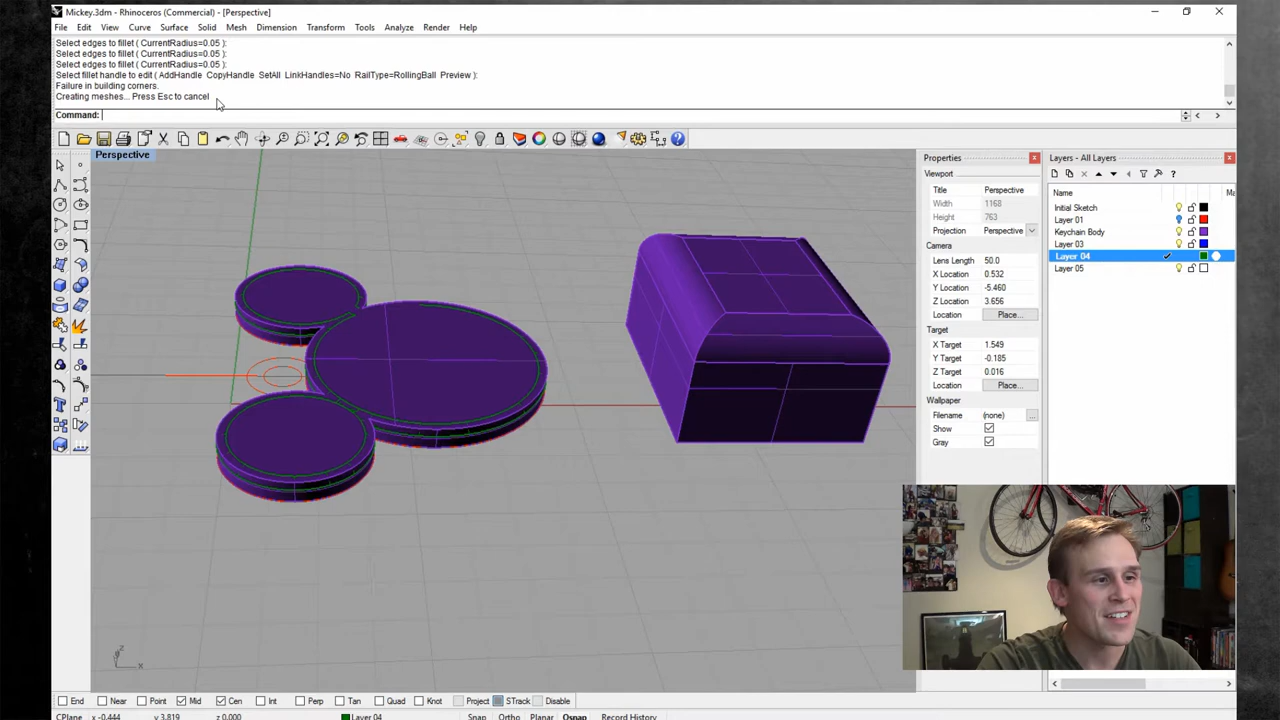 Mickey.3dm - Rhinoceros (Commercial) - [Perspective]
File Edit View Curve Surface Solid Mesh Dimension Transform Tools Analyze Render Help
Select edges to fillet ( CurrentRadius=0.05 ):
Select edges to fillet ( CurrentRadius=0.05 ):
Select edges to fillet ( CurrentRadius=0.05 ):
Select fillet handle to edit ( AddHandle CopyHandle SetAll LinkHandles=No RailType=RollingBall Preview ):
Failure in building corners.
Creating meshes... Press Esc to cancel
Command:
Perspective
Properties
Viewport
Title Perspective
Width 1168
Height 763
Projection Perspective
Camera
Lens Length 50.0
X Location 0.532
Y Location -5.460
Z Location 3.656
Location Place...
Target
X Target 1.549
Y Target -0.185
Z Target 0.016
Location Place...
Wallpaper
Filename (none) ...
Show
Gray
Layers - All Layers
Name
Initial Sketch
Layer 01
Keychain Body
Layer 03
Layer 04
Layer 05
z
x
End Near Point Mid Cen Int Perp Tan Quad Knot Project STrack Disable
CPlane x -0.444 y 3.819 z 0.000 Layer 04 Snap Ortho Planar Osnap Record History